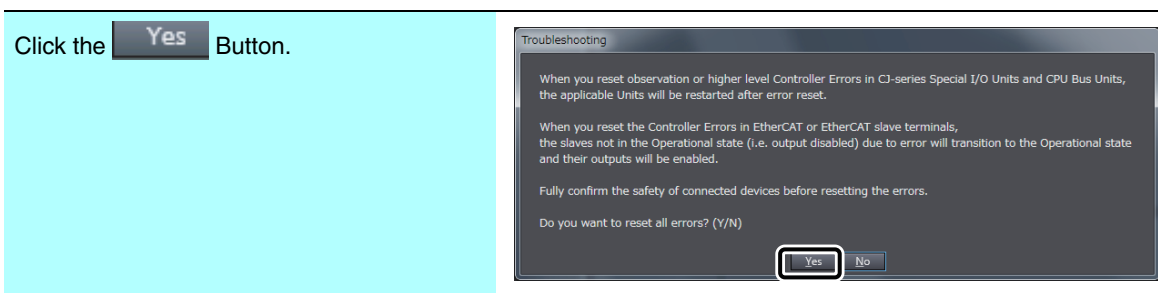 Click the Yes Button.
Troubleshooting
When you reset observation or higher level Controller Errors in CJ-series Special I/O Units and CPU Bus Units,
the applicable Units will be restarted after error reset.
When you reset the Controller Errors in EtherCAT or EtherCAT slave terminals,
the slaves not in the Operational state (i.e. output disabled) due to error will transition to the Operational state
and their outputs will be enabled.
Fully confirm the safety of connected devices before resetting the errors.
Do you want to reset all errors? (Y/N)
Yes No